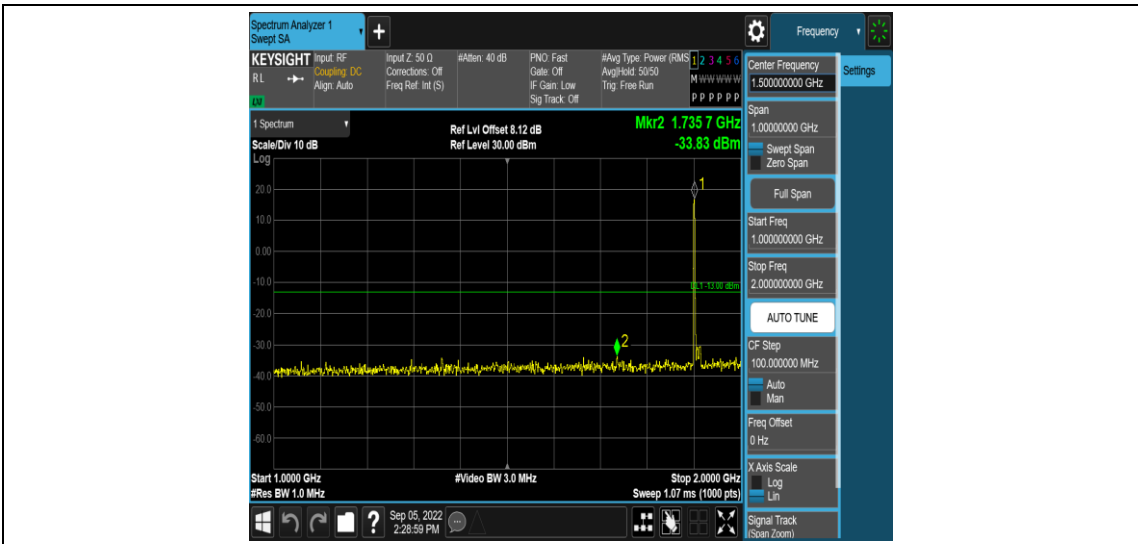 Spectrum Analyzer 1
Swept SA
+
Frequency
KEYSIGHT
RL
LXI
Input: RF
Coupling: DC
Align: Auto
Input Z: 50 Ω
Corrections: Off
Freq Ref: Int (S)
#Atten: 40 dB
PNO: Fast
Gate: Off
IF Gain: Low
Sig Track: Off
#Avg Type: Power (RMS
Avg|Hold: 50/50
Trig: Free Run
1 2 3 4 5 6
M W W W W W
P P P P P P
1 Spectrum
Scale/Div 10 dB
Log
Ref Lvl Offset 8.12 dB
Ref Level 30.00 dBm
Mkr2 1.735 7 GHz
-33.83 dBm
1
20.0
10.0
0.00
-10.0
DL1 -13.00 dBm
-20.0
-30.0
2
-40.0
-50.0
-60.0
Start 1.0000 GHz
#Res BW 1.0 MHz
#Video BW 3.0 MHz
Stop 2.0000 GHz
Sweep 1.07 ms (1000 pts)
?
Sep 05, 2022
2:28:59 PM
Center Frequency
1.500000000 GHz
Settings
Span
1.00000000 GHz
Swept Span
Zero Span
Full Span
Start Freq
1.000000000 GHz
Stop Freq
2.000000000 GHz
AUTO TUNE
CF Step
100.000000 MHz
Auto
Man
Freq Offset
0 Hz
X Axis Scale
Log
Lin
Signal Track
(Span Zoom)